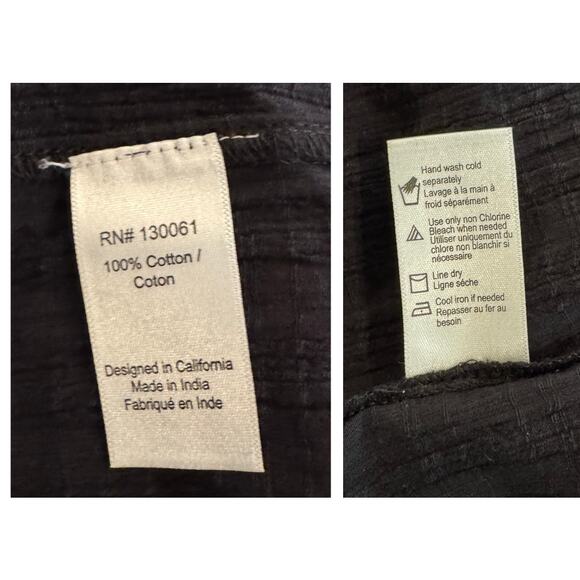 RN# 130061
100% Cotton /
Coton
Designed in California
Made in India
Fabriqué en Inde
Hand wash cold
separately
Lavage à la main à
froid séparément
Use only non Chlorine
Bleach when needed
Utiliser uniquement du
chlore non blanchir si
nécessaire
Line dry
Ligne sèche
Cool iron if needed
Repasser au fer au
besoin